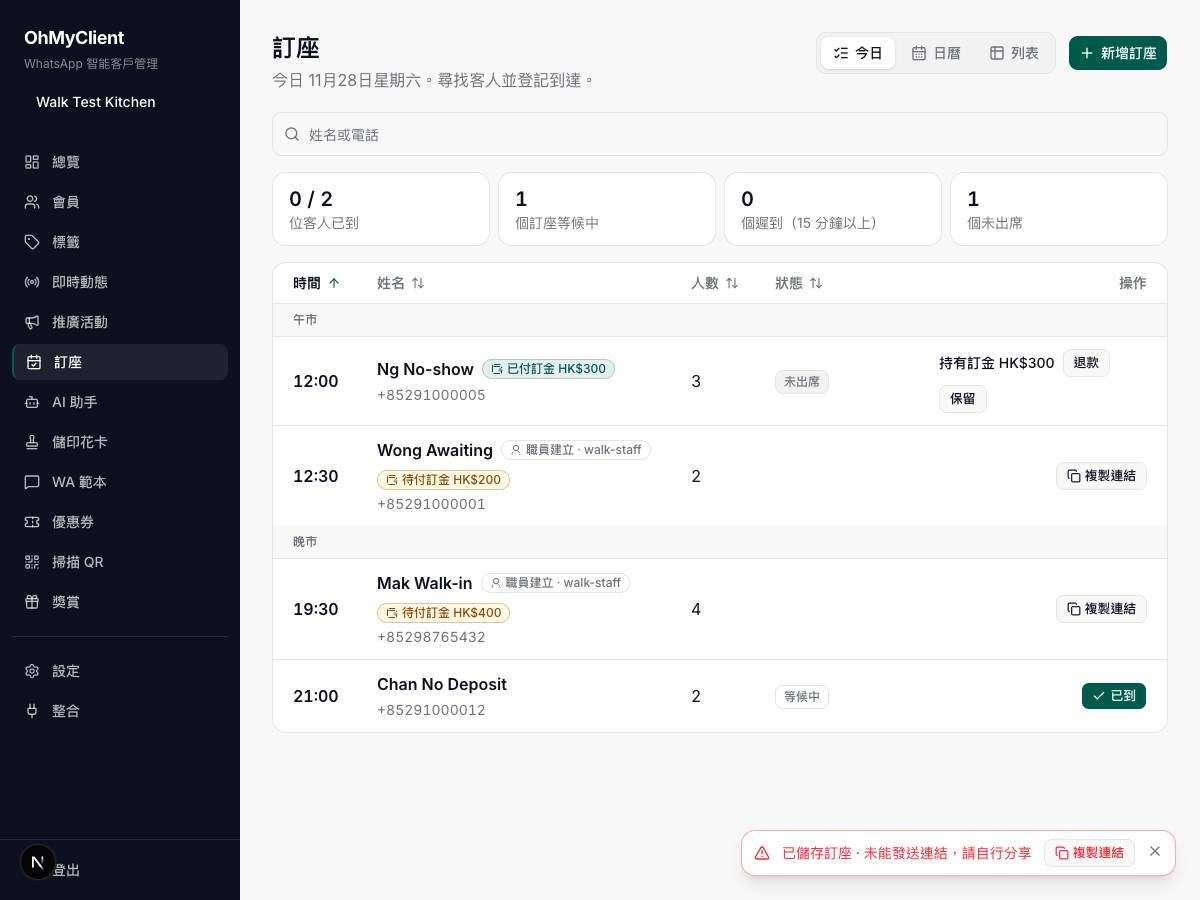 OhMyClient
WhatsApp 智能客戶管理
Walk Test Kitchen
總覽
會員
標籤
即時動態
推廣活動
訂座
AI 助手
儲印花卡
WA 範本
優惠券
掃描 QR
獎賞
設定
整合
N
登出
訂座
今日 11月28日星期六。尋找客人並登記到達。
今日
日曆
列表
新增訂座
姓名或電話
0 / 2
位客人已到
1
個訂座等候中
0
個遲到（15 分鐘以上）
1
個未出席
時間 姓名 人數 狀態 操作
午市
12:00
Ng No-show 已付訂金 HK$300
+85291000005
3
未出席
持有訂金 HK$300 退款
保留
12:30
Wong Awaiting 職員建立 · walk-staff
待付訂金 HK$200
+85291000001
2
複製連結
晚市
19:30
Mak Walk-in 職員建立 · walk-staff
待付訂金 HK$400
+85298765432
4
複製連結
21:00
Chan No Deposit
+85291000012
2
等候中
已到
已儲存訂座 · 未能發送連結，請自行分享 複製連結